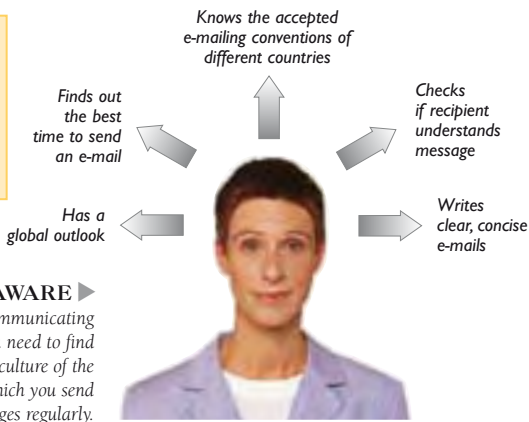 Knows the accepted
e-mailing conventions of
different countries
Finds out
the best
time to send
an e-mail
Checks
if recipient
understands
message
Has a
global outlook
Writes
clear, concise
e-mails
AWARE
mmunicating
need to find
culture of the
hich you send
ges regularly.